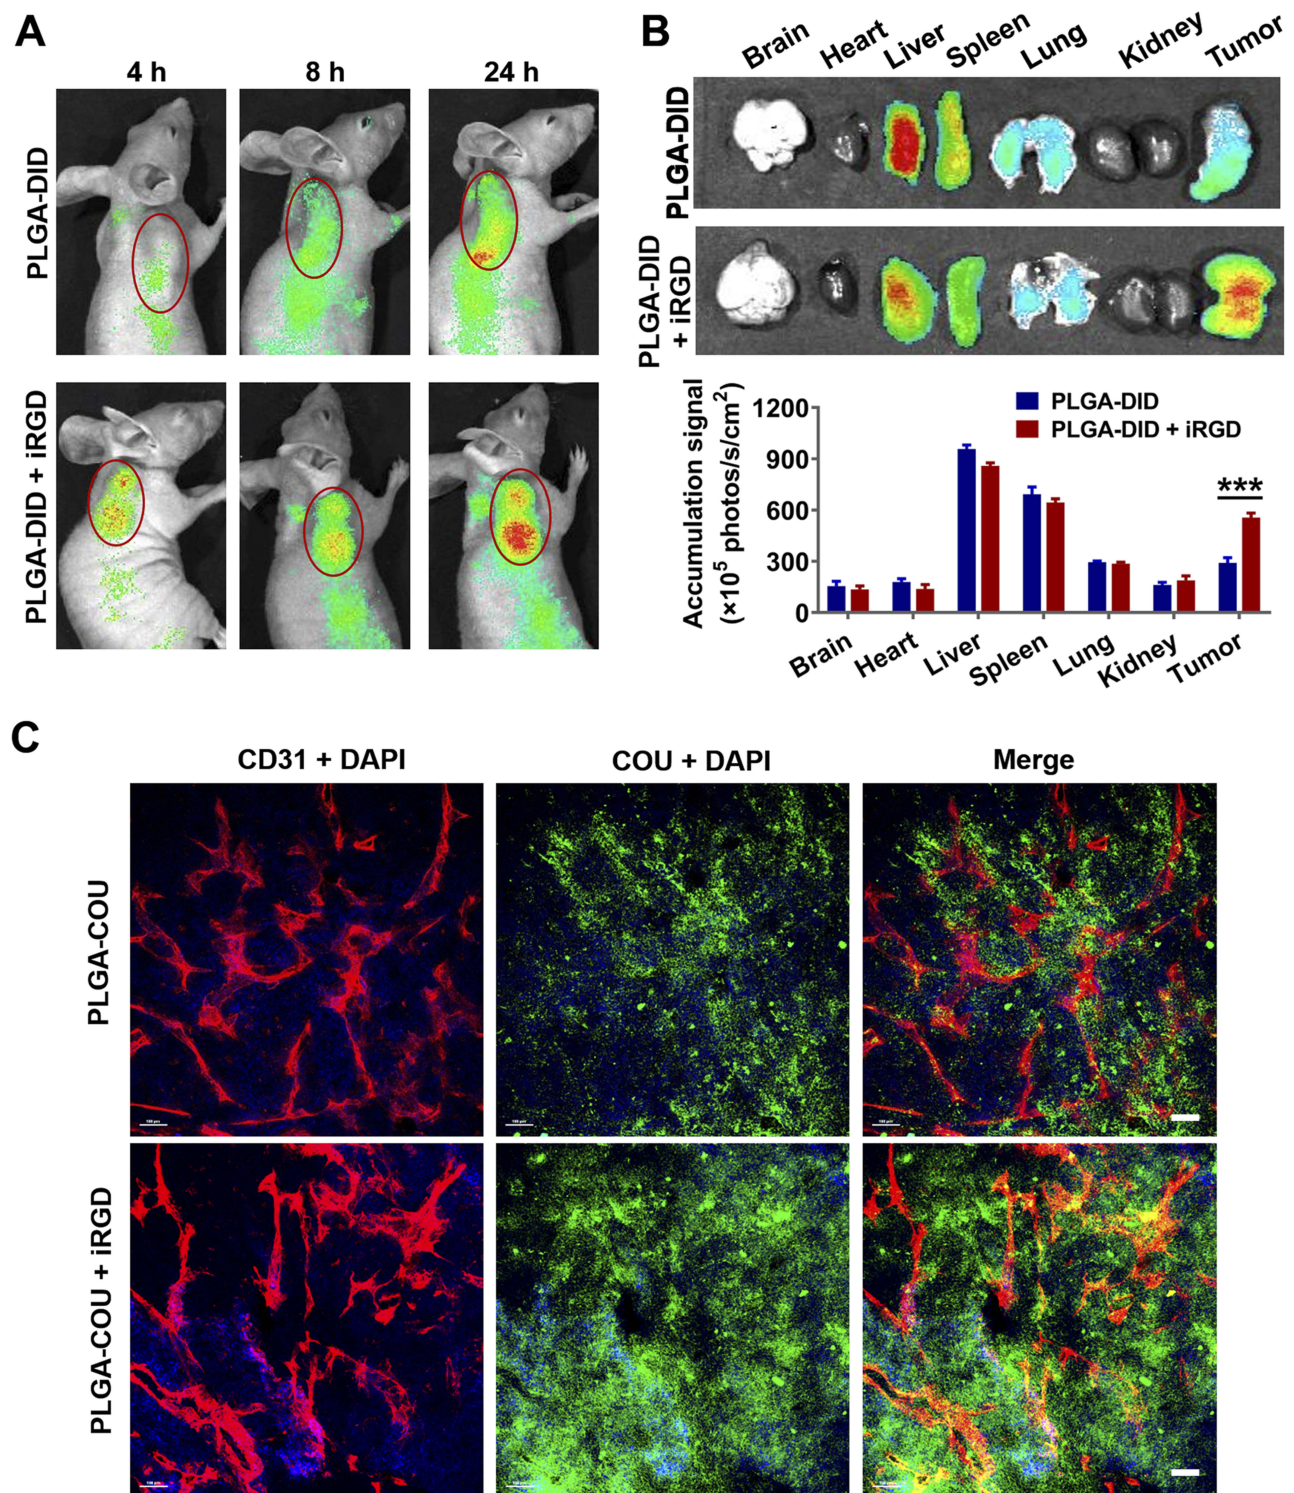 A
4 h
8 h
24 h
PLGA-DID
PLGA-DID + iRGD
B
Brain
Heart
Liver
Spleen
Lung
Kidney
Tumor
PLGA-DID
PLGA-DID
+ iRGD
Accumulation signal
(×10⁵ photos/s/cm²)
1200
900
600
300
0
PLGA-DID
PLGA-DID + iRGD
***
Brain
Heart
Liver
Spleen
Lung
Kidney
Tumor
C
CD31 + DAPI
COU + DAPI
Merge
PLGA-COU
PLGA-COU + iRGD